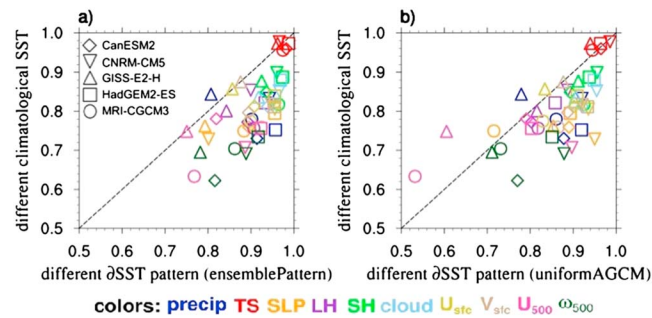 a)
different climatological SST
1.0
0.9
0.8
0.7
0.6
0.5
CanESM2
CNRM-CM5
GISS-E2-H
HadGEM2-ES
MRI-CGCM3
0.5 0.6 0.7 0.8 0.9 1.0
different ∂SST pattern (ensemblePattern)
b)
different climatological SST
1.0
0.9
0.8
0.7
0.6
0.5
0.5 0.6 0.7 0.8 0.9 1.0
different ∂SST pattern (uniformAGCM)
colors: precip TS SLP LH SH cloud Usfc Vsfc U500 ω500